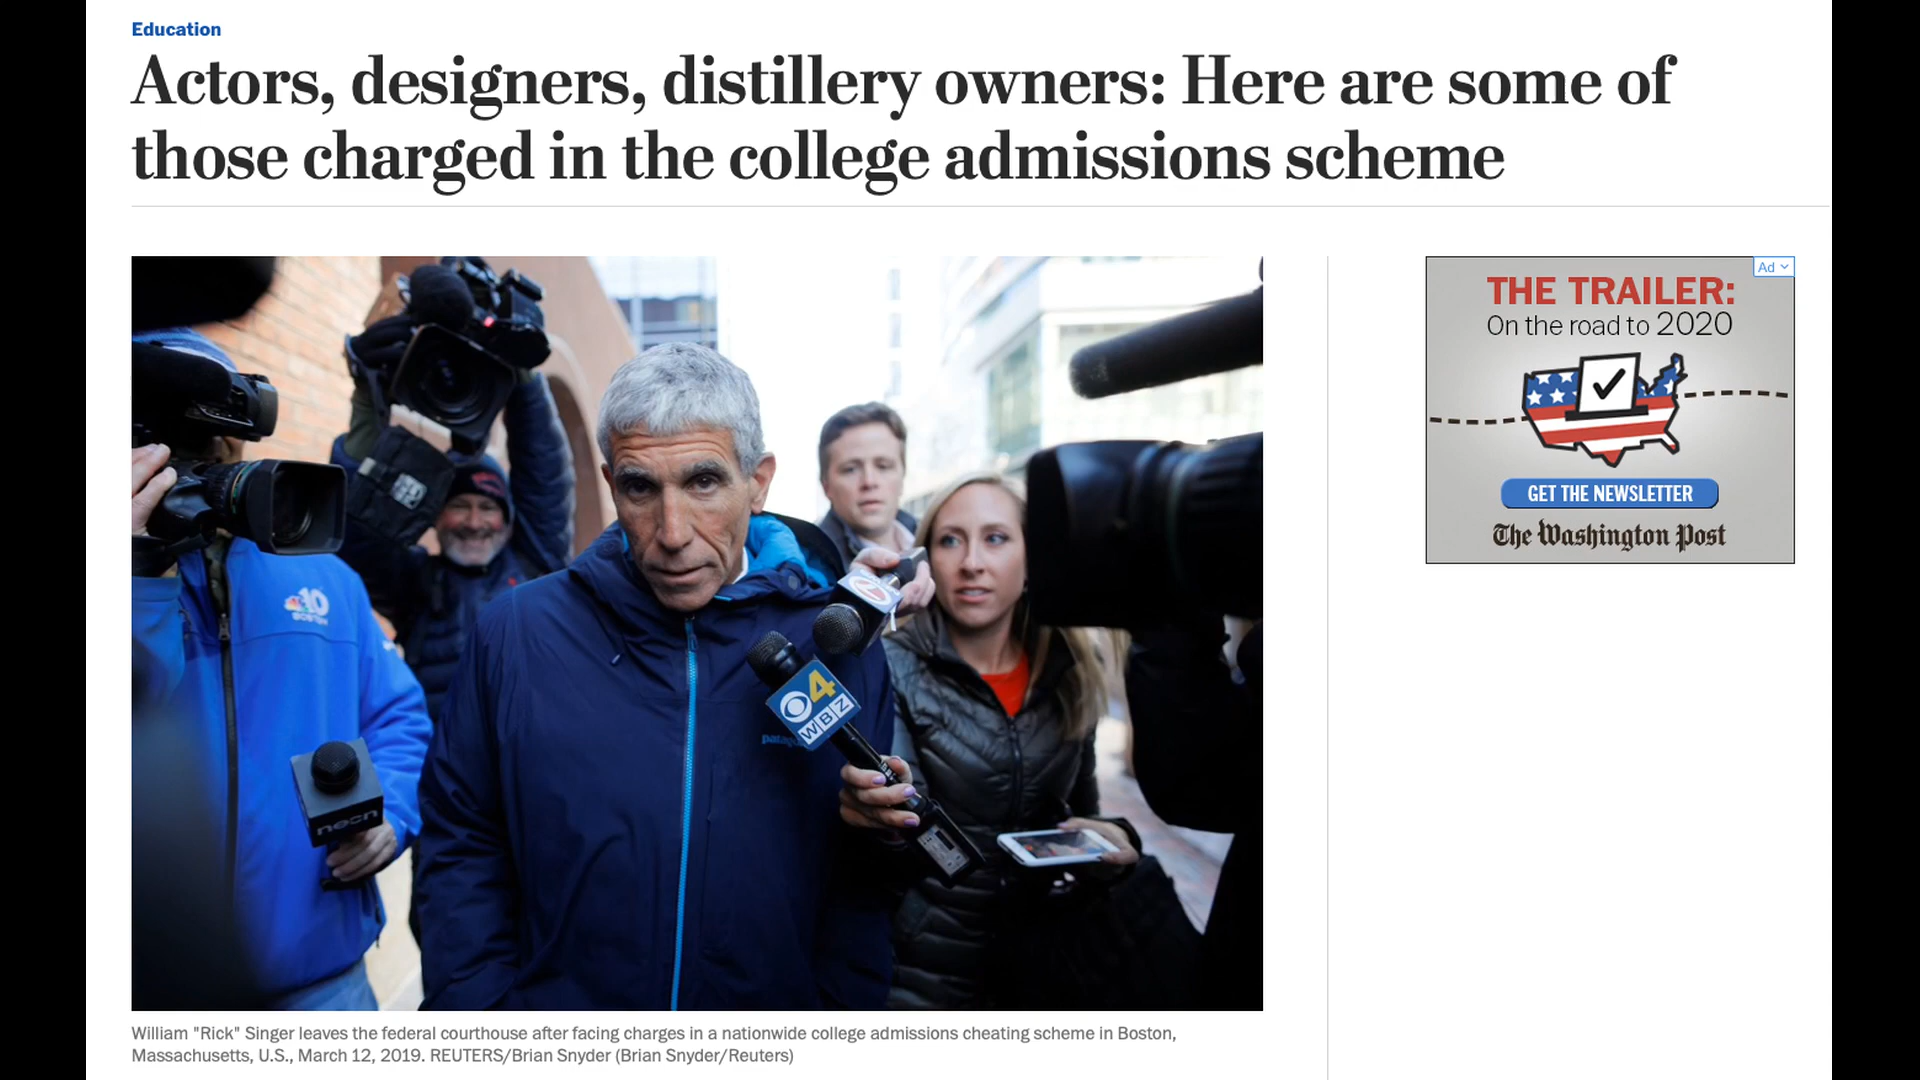 Education
Actors, designers, distillery owners: Here are some of
those charged in the college admissions scheme
Ad
THE TRAILER:
On the road to 2020
GET THE NEWSLETTER
The Washington Post
10
BOSTON
4
WBZ
necn
William "Rick" Singer leaves the federal courthouse after facing charges in a nationwide college admissions cheating scheme in Boston,
Massachusetts, U.S., March 12, 2019. REUTERS/Brian Snyder (Brian Snyder/Reuters)